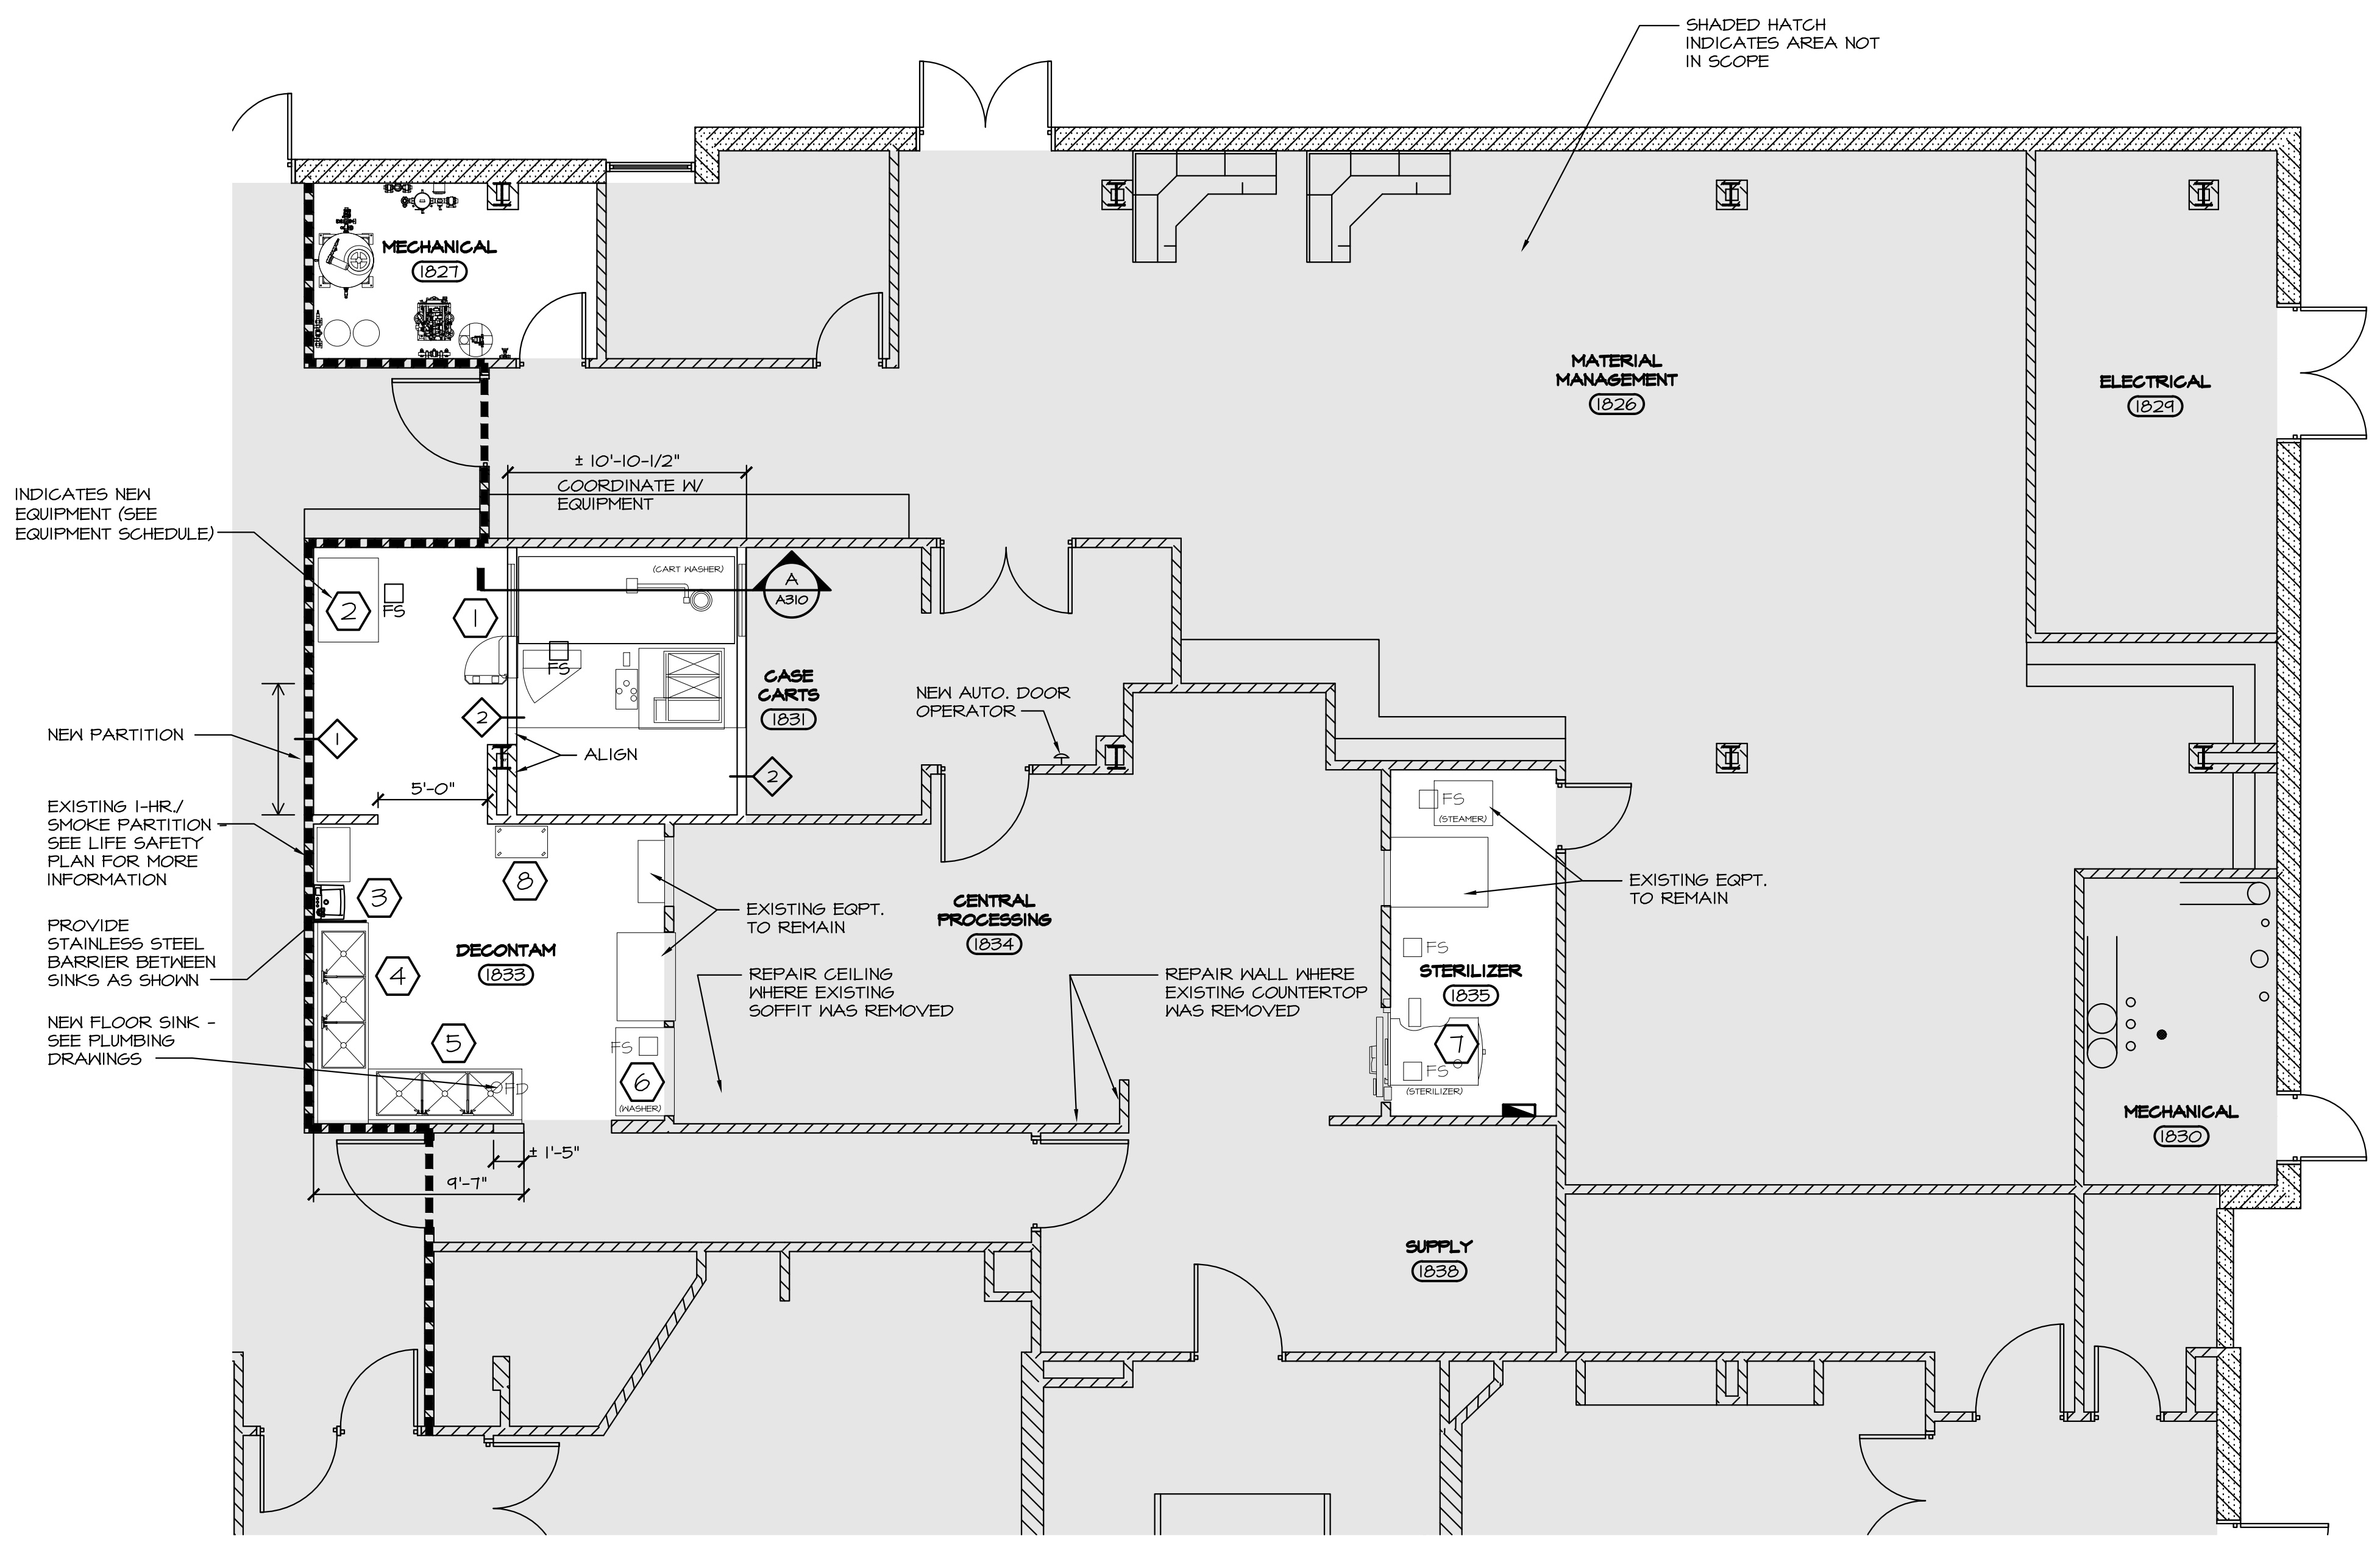 SHADED HATCH
INDICATES AREA NOT
IN SCOPE
MECHANICAL
1827
MATERIAL
MANAGEMENT
1826
ELECTRICAL
1829
± 10'-10-1/2"
COORDINATE W/
EQUIPMENT
INDICATES NEW
EQUIPMENT (SEE
EQUIPMENT SCHEDULE)
2
FS
1
(CART WASHER)
A
A310
FS
CASE
CARTS
1831
NEW AUTO. DOOR
OPERATOR
2
NEW PARTITION
1
ALIGN
2
5'-0"
EXISTING 1-HR./
SMOKE PARTITION -
SEE LIFE SAFETY
PLAN FOR MORE
INFORMATION
FS
(STEAMER)
3
8
EXISTING EQPT.
TO REMAIN
CENTRAL
PROCESSING
1834
EXISTING EQPT.
TO REMAIN
PROVIDE
STAINLESS STEEL
BARRIER BETWEEN
SINKS AS SHOWN
4
DECONTAM
1833
REPAIR CEILING
WHERE EXISTING
SOFFIT WAS REMOVED
REPAIR WALL WHERE
EXISTING COUNTERTOP
WAS REMOVED
FS
STERILIZER
1835
NEW FLOOR SINK -
SEE PLUMBING
DRAWINGS
5
FS
6
(WASHER)
FD
7
FS
(STERILIZER)
MECHANICAL
1830
± 1'-5"
9'-7"
SUPPLY
1838